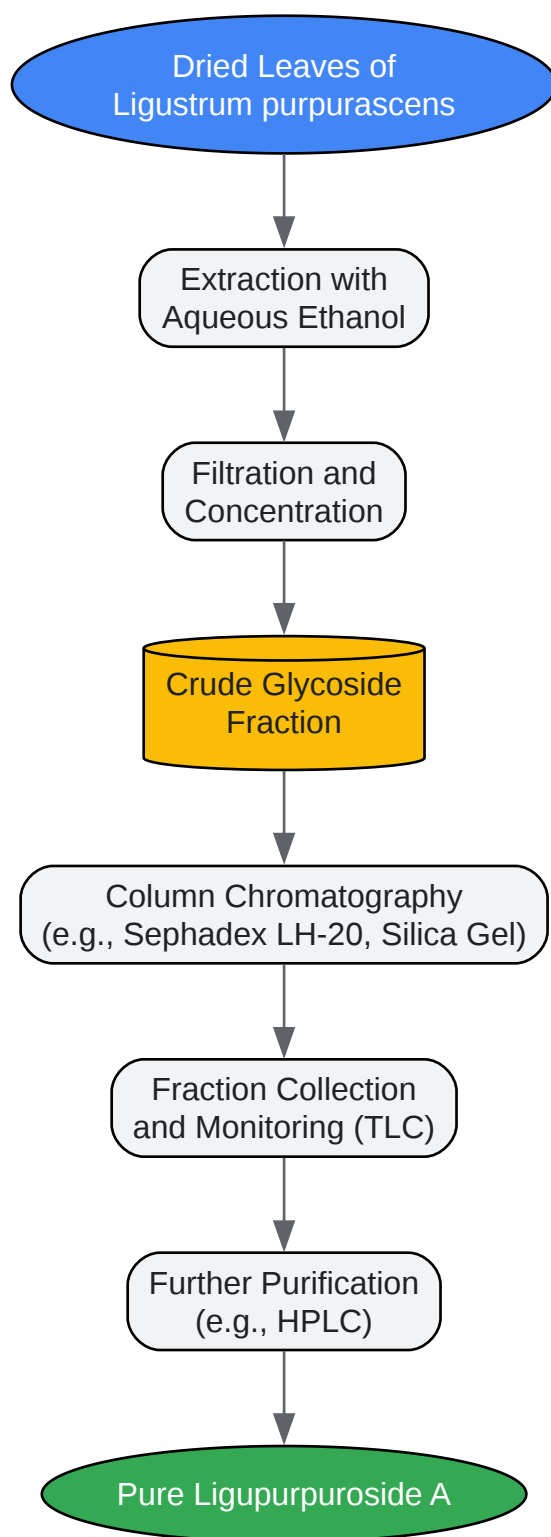 Dried Leaves of
Ligustrum purpurascens
Extraction with
Aqueous Ethanol
Filtration and
Concentration
Crude Glycoside
Fraction
Column Chromatography
(e.g., Sephadex LH-20, Silica Gel)
Fraction Collection
and Monitoring (TLC)
Further Purification
(e.g., HPLC)
Pure Ligupurpuroside A